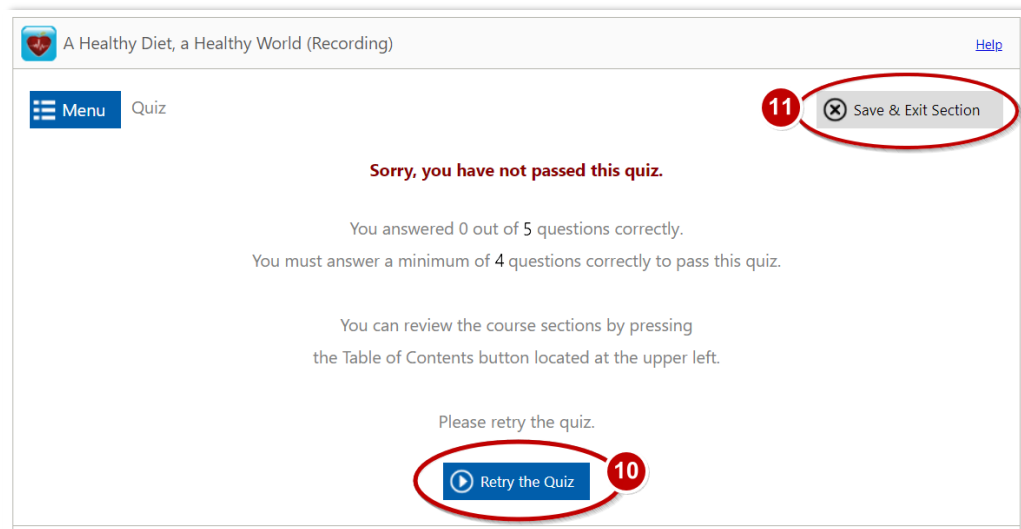 A Healthy Diet, a Healthy World (Recording)
Help
Menu
Quiz
11
Save & Exit Section
Sorry, you have not passed this quiz.
You answered 0 out of 5 questions correctly.
You must answer a minimum of 4 questions correctly to pass this quiz.
You can review the course sections by pressing
the Table of Contents button located at the upper left.
Please retry the quiz.
Retry the Quiz
10